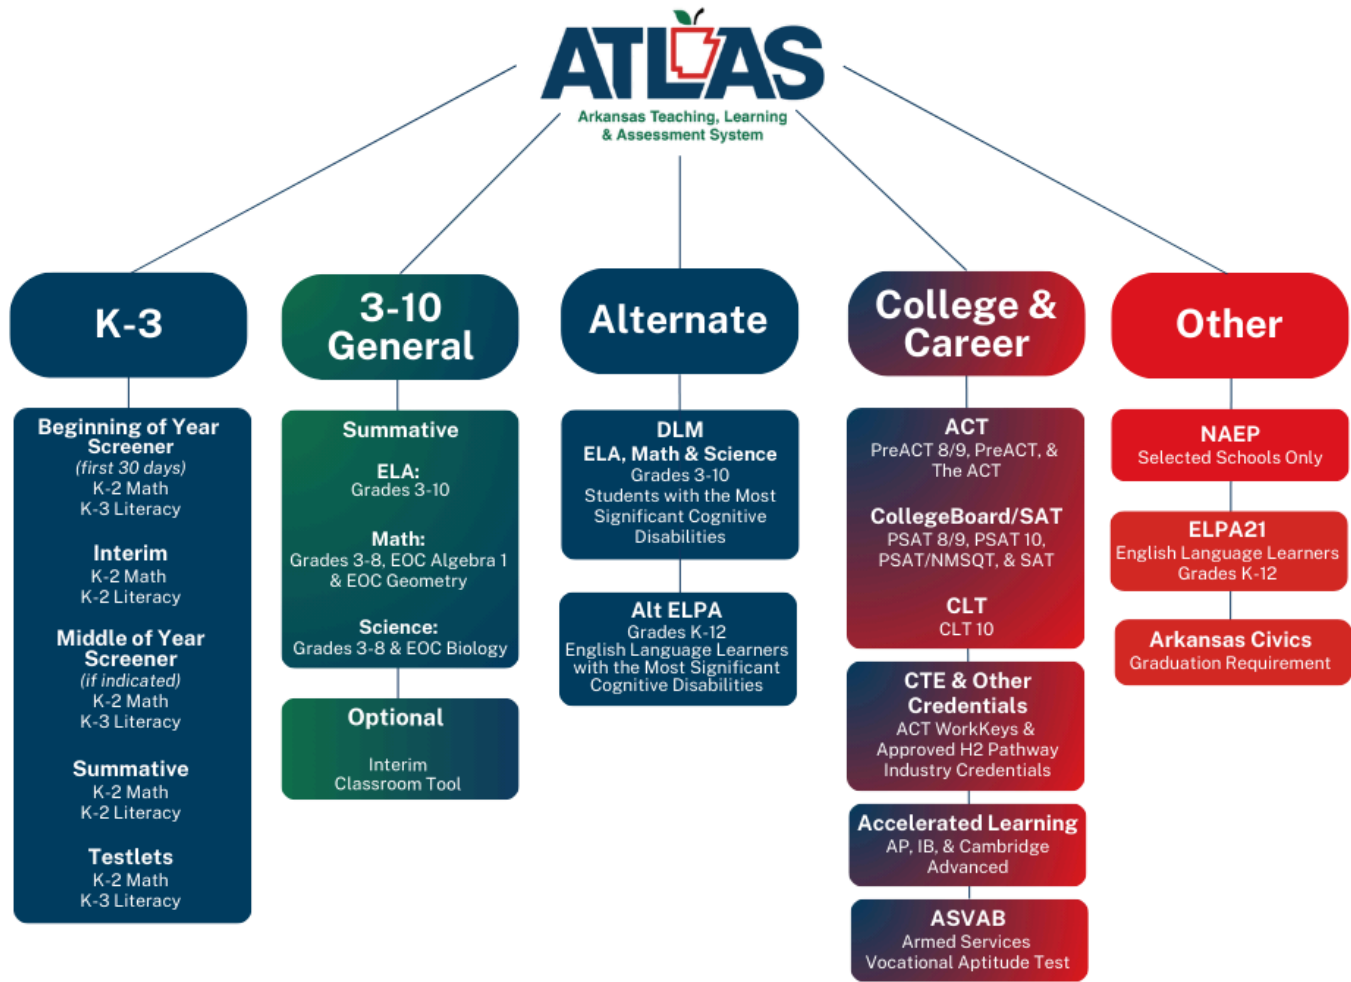 ATLAS
Arkansas Teaching, Learning
& Assessment System
K-3
Beginning of Year
Screener
(first 30 days)
K-2 Math
K-3 Literacy
Interim
K-2 Math
K-2 Literacy
Middle of Year
Screener
(if indicated)
K-2 Math
K-3 Literacy
Summative
K-2 Math
K-2 Literacy
Testlets
K-2 Math
K-3 Literacy
3-10
General
Summative
ELA:
Grades 3-10
Math:
Grades 3-8, EOC Algebra 1
& EOC Geometry
Science:
Grades 3-8 & EOC Biology
Optional
Interim
Classroom Tool
Alternate
DLM
ELA, Math & Science
Grades 3-10
Students with the Most
Significant Cognitive
Disabilities
Alt ELPA
Grades K-12
English Language Learners
with the Most Significant
Cognitive Disabilities
College &
Career
ACT
PreACT 8/9, PreACT, &
The ACT
CollegeBoard/SAT
PSAT 8/9, PSAT 10,
PSAT/NMSQT, & SAT
CLT
CLT 10
CTE & Other
Credentials
ACT WorkKeys &
Approved H2 Pathway
Industry Credentials
Accelerated Learning
AP, IB, & Cambridge
Advanced
ASVAB
Armed Services
Vocational Aptitude Test
Other
NAEP
Selected Schools Only
ELPA21
English Language Learners
Grades K-12
Arkansas Civics
Graduation Requirement